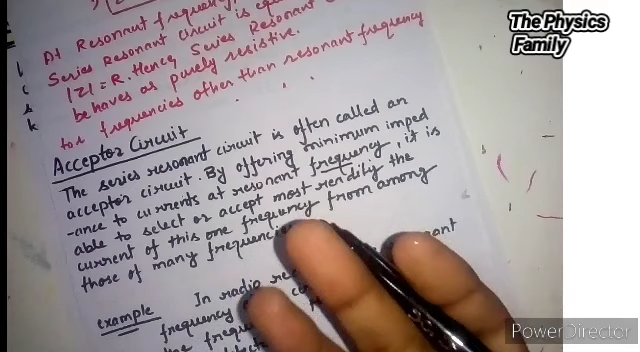 At Resonant frequency,
Series Resonant Circuit is
|Z| = R. Hence, Series Resonant
behaves as purely resistive.
for frequencies other than resonant frequency
Acceptor Circuit
The series resonant circuit is often called an
acceptor circuit. By offering minimum imped
-ance to currents at resonant frequency, it is
able to select or accept most readily the
current of this one frequency from among
those of many
example
In radio
frequency
the
The Physics
Family
PowerDirector